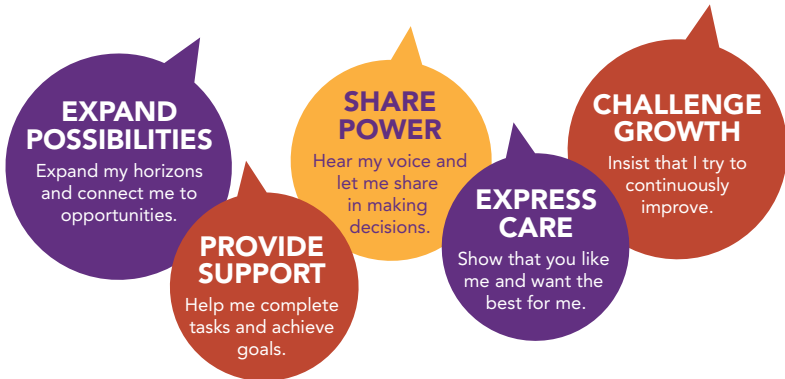 EXPAND
POSSIBILITIES
Expand my horizons
and connect me to
opportunities.
PROVIDE
SUPPORT
Help me complete
tasks and achieve
goals.
SHARE
POWER
Hear my voice and
let me share
in making
decisions.
EXPRESS
CARE
Show that you like
me and want the
best for me.
CHALLENGE
GROWTH
Insist that I try to
continuously
improve.